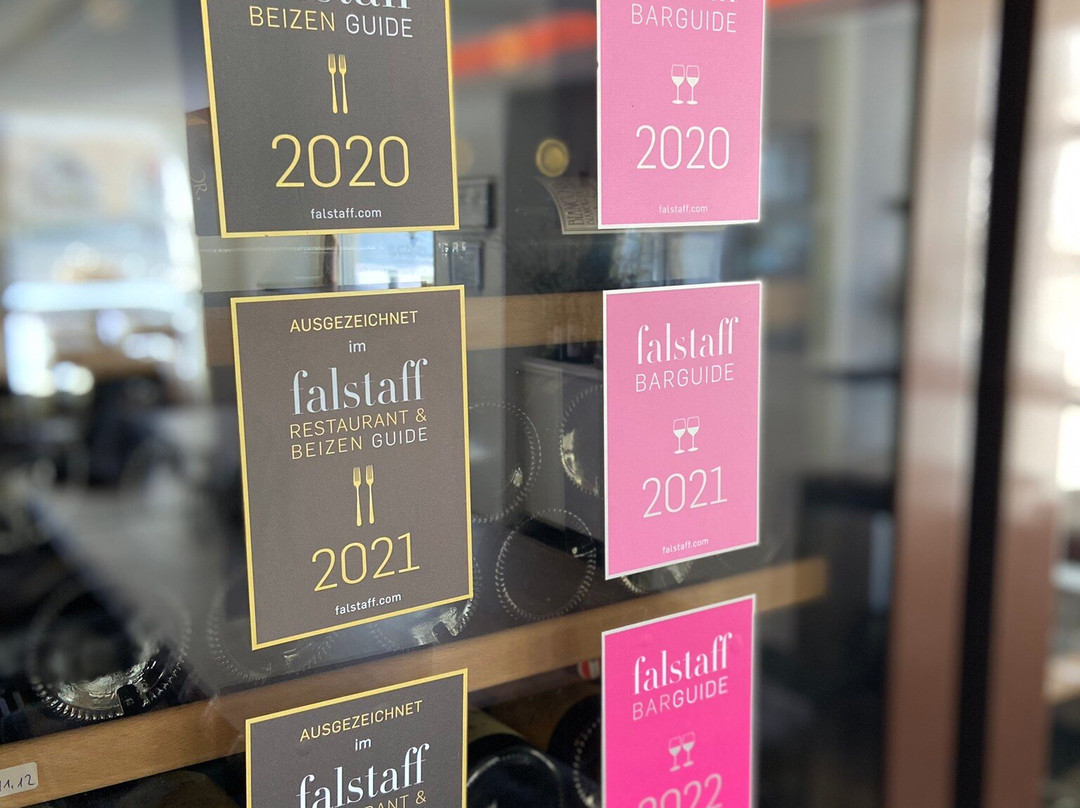 BEIZEN GUIDE
2020
falstaff.com
BARGUIDE
2020
falstaff.com
AUSGEZEICHNET
im
falstaff
RESTAURANT &
BEIZEN GUIDE
2021
falstaff.com
falstaff
BARGUIDE
2021
falstaff.com
AUSGEZEICHNET
im
falstaff
falstaff
BARGUIDE
2022